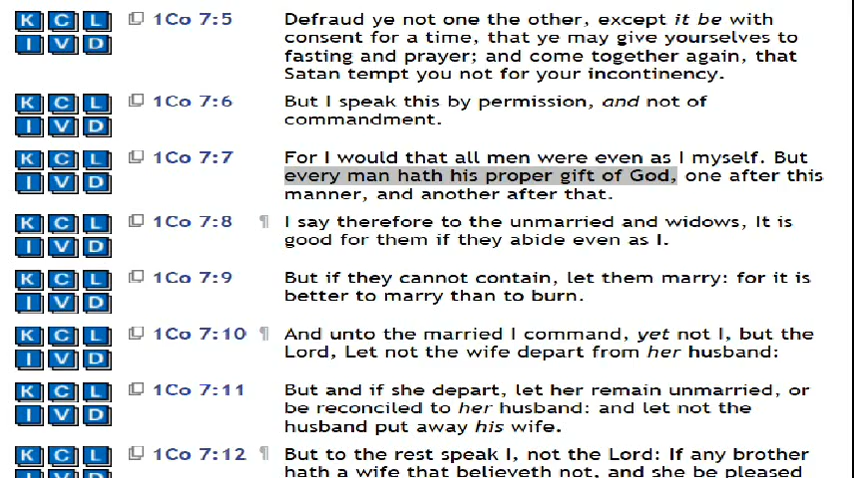 K C L 1Co 7:5 Defraud ye not one the other, except it be with
I V D consent for a time, that ye may give yourselves to
fasting and prayer; and come together again, that
Satan tempt you not for your incontinency.
K C L 1Co 7:6 But I speak this by permission, and not of
I V D commandment.
K C L 1Co 7:7 For I would that all men were even as I myself. But
I V D every man hath his proper gift of God, one after this
manner, and another after that.
K C L 1Co 7:8 ¶ I say therefore to the unmarried and widows, It is
I V D good for them if they abide even as I.
K C L 1Co 7:9 But if they cannot contain, let them marry: for it is
I V D better to marry than to burn.
K C L 1Co 7:10 ¶ And unto the married I command, yet not I, but the
I V D Lord, Let not the wife depart from her husband:
K C L 1Co 7:11 But and if she depart, let her remain unmarried, or
I V D be reconciled to her husband: and let not the
husband put away his wife.
K C L 1Co 7:12 ¶ But to the rest speak I, not the Lord: If any brother
I V D hath a wife that believeth not, and she be pleased